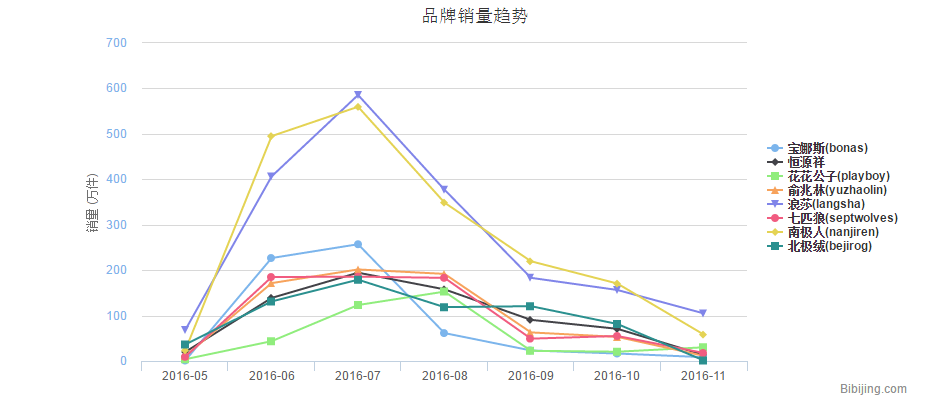 品牌销量趋势
销量 (万件)
700
600
500
400
300
200
100
0
2016-05 2016-06 2016-07 2016-08 2016-09 2016-10 2016-11
宝娜斯(bonas)
恒源祥
花花公子(playboy)
俞兆林(yuzhaolin)
浪莎(langsha)
七匹狼(septwolves)
南极人(nanjiren)
北极绒(bejirog)
Bibijing.com